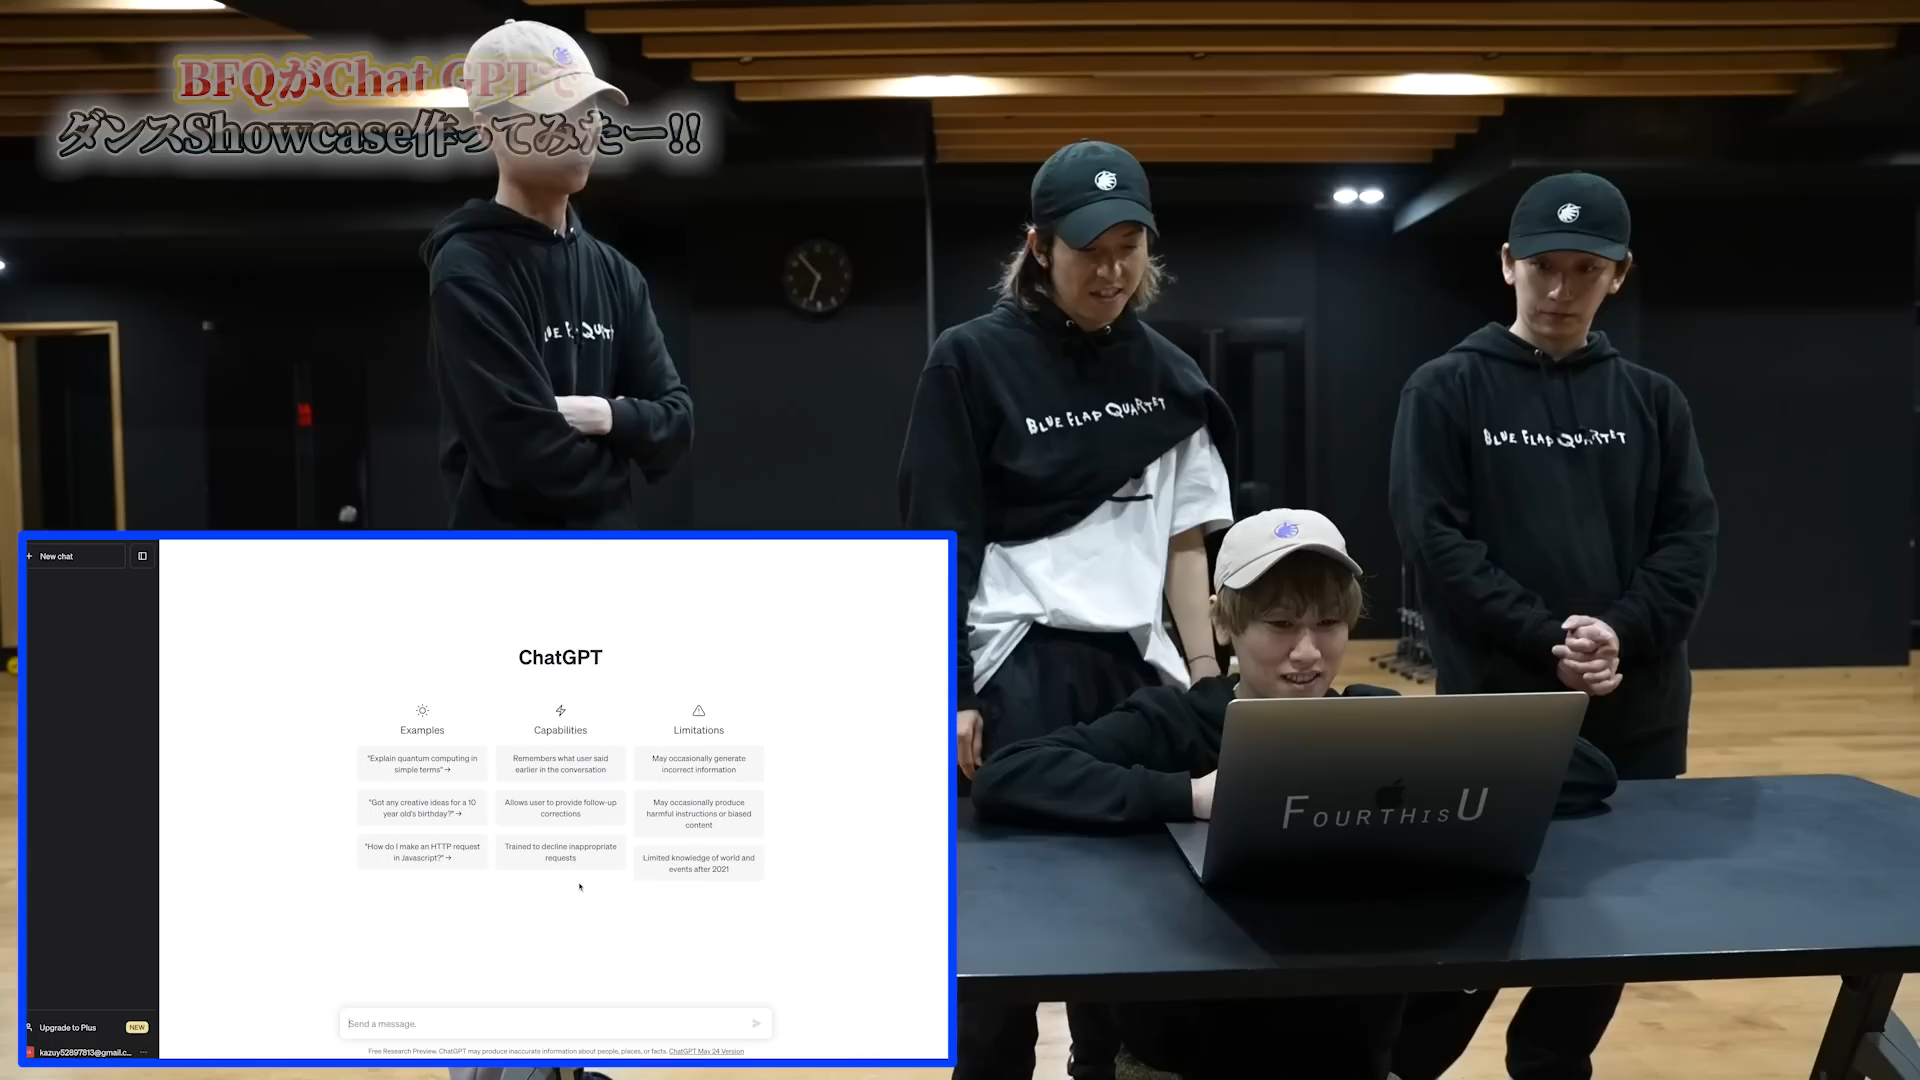 BFQがChat GPTで
ダンスShowcase作ってみたー!!
BLUE FLAP QUARTET
BLUE FLAP QUARTET
FOURTHISU
New chat
ChatGPT
Examples
"Explain quantum computing in
simple terms" →
"Got any creative ideas for a 10
year old's birthday?" →
"How do I make an HTTP request
in Javascript?" →
Capabilities
Remembers what user said
earlier in the conversation
Allows user to provide follow-up
corrections
Trained to decline inappropriate
requests
Limitations
May occasionally generate
incorrect information
May occasionally produce
harmful instructions or biased
content
Limited knowledge of world and
events after 2021
Send a message.
Free Research Preview. ChatGPT may produce inaccurate information about people, places, or facts. ChatGPT May 24 Version
Upgrade to Plus
NEW
kazuy52897813@gmail.c...